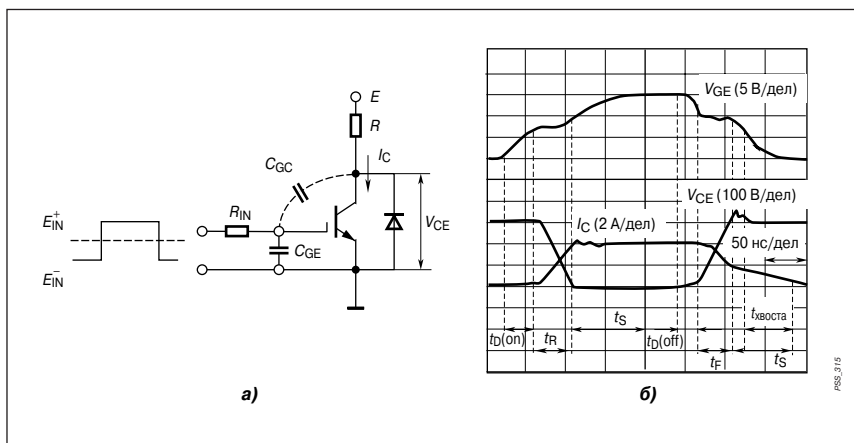 E
R
C_GC
I_C
E_IN^+
E_IN^-
R_IN
C_GE
V_CE
а)
V_GE (5 В/дел)
V_CE (100 В/дел)
I_C (2 А/дел)
50 нс/дел
t_S
t_хвоста
t_D(on)
t_R
t_D(off)
t_F
t_S
б)
PSS_315